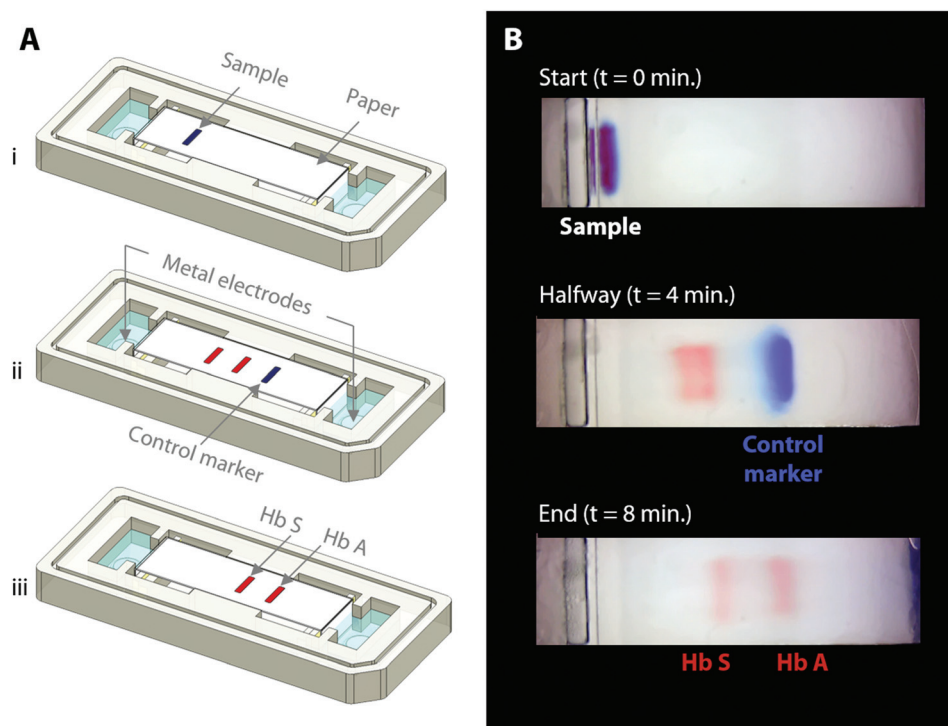 A
Sample
Paper
i
Metal electrodes
ii
Control marker
Hb S
Hb A
iii
B
Start (t = 0 min.)
Sample
Halfway (t = 4 min.)
Control
marker
End (t = 8 min.)
Hb S
Hb A